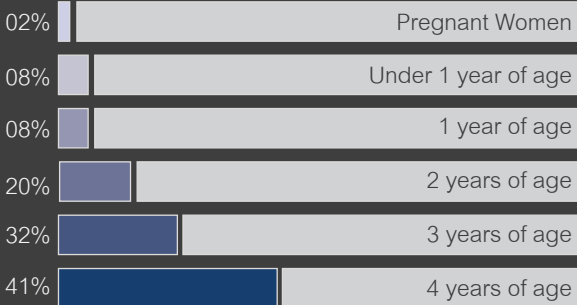 02% Pregnant Women
08% Under 1 year of age
08% 1 year of age
20% 2 years of age
32% 3 years of age
41% 4 years of age